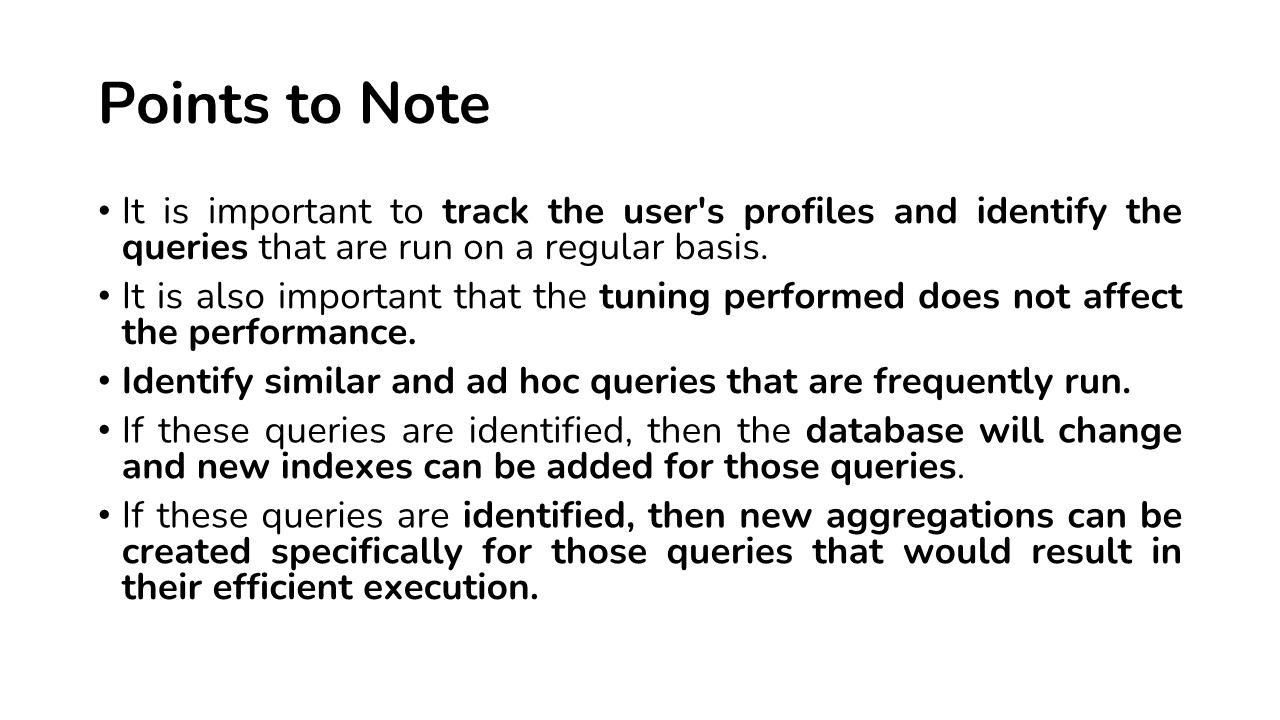 Points to Note
• It is important to track the user's profiles and identify the
queries that are run on a regular basis.
• It is also important that the tuning performed does not affect
the performance.
• Identify similar and ad hoc queries that are frequently run.
• If these queries are identified, then the database will change
and new indexes can be added for those queries.
• If these queries are identified, then new aggregations can be
created specifically for those queries that would result in
their efficient execution.